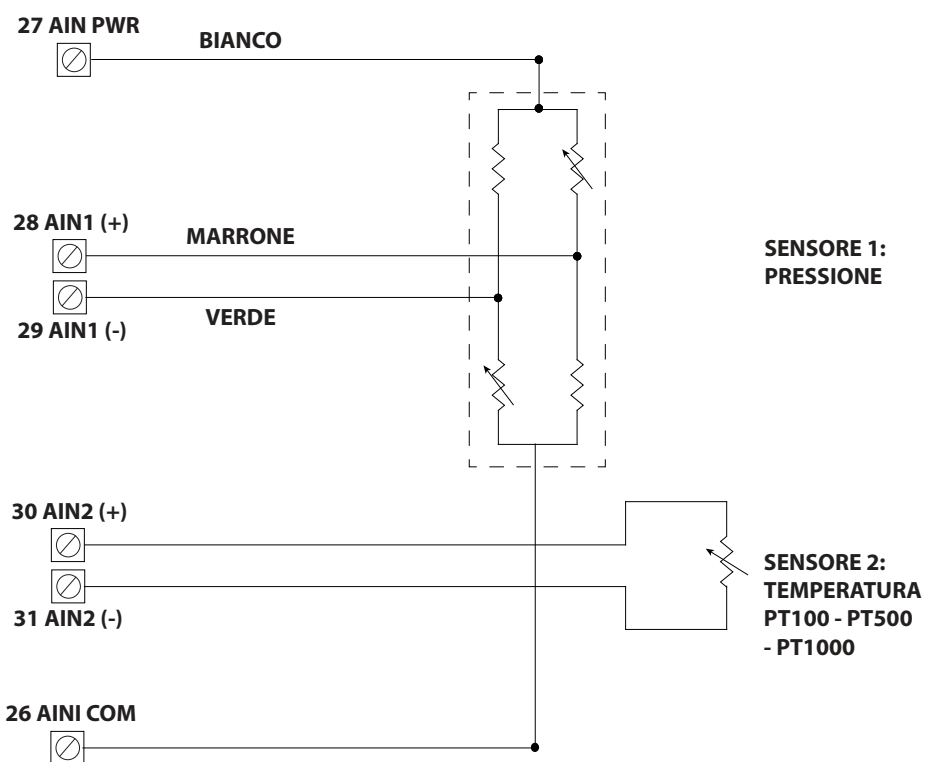 27 AIN PWR
BIANCO
28 AIN1 (+)
MARRONE
29 AIN1 (-)
VERDE
SENSORE 1:
PRESSIONE
30 AIN2 (+)
31 AIN2 (-)
SENSORE 2:
TEMPERATURA
PT100 - PT500
- PT1000
26 AINI COM